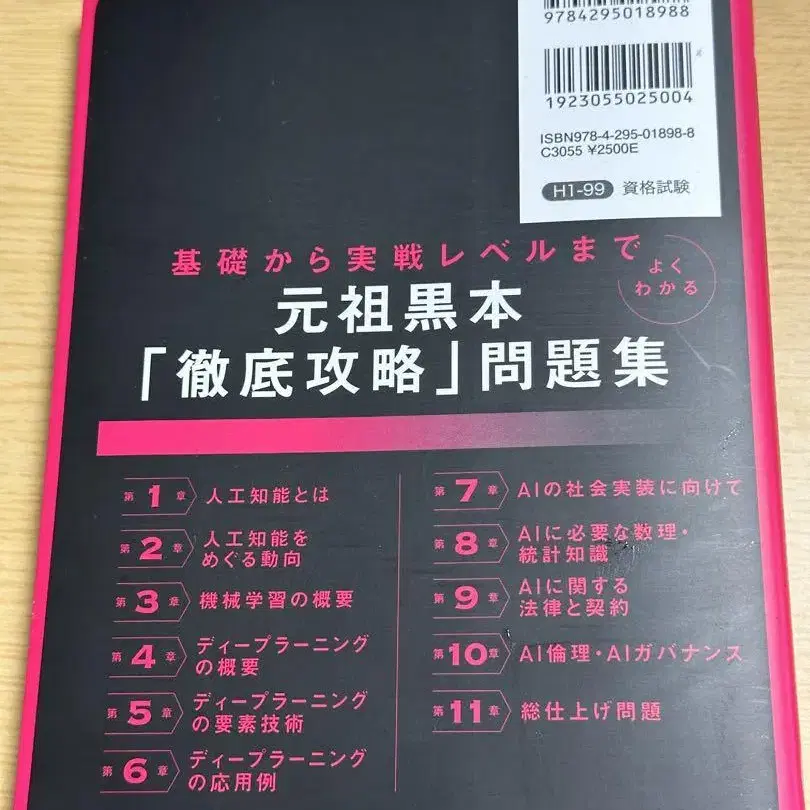 9784295018988
1923055025004
ISBN978-4-295-01898-8
C3055 ¥2500E
H1-99 資格試験
基礎から実戦レベルまで
よく
わかる
元祖黒本
「徹底攻略」問題集
第1章 人工知能とは
第2章 人工知能を
めぐる動向
第3章 機械学習の概要
第4章 ディープラーニング
の概要
第5章 ディープラーニング
の要素技術
第6章 ディープラーニング
の応用例
第7章 AIの社会実装に向けて
第8章 AIに必要な数理・
統計知識
第9章 AIに関する
法律と契約
第10章 AI倫理・AIガバナンス
第11章 総仕上げ問題